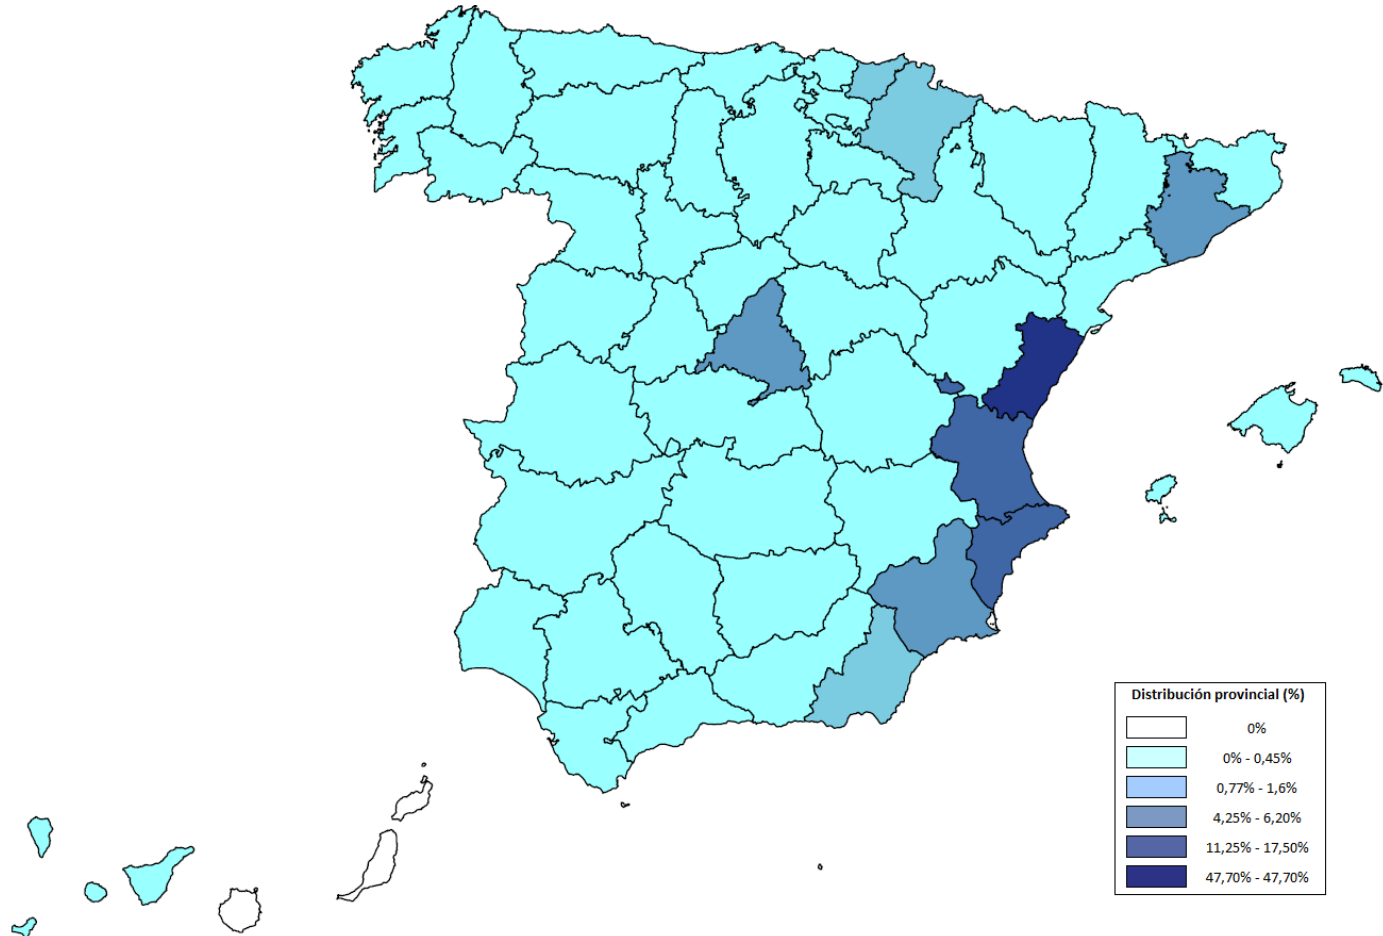 Distribución provincial (%)
0%
0% - 0,45%
0,77% - 1,6%
4,25% - 6,20%
11,25% - 17,50%
47,70% - 47,70%